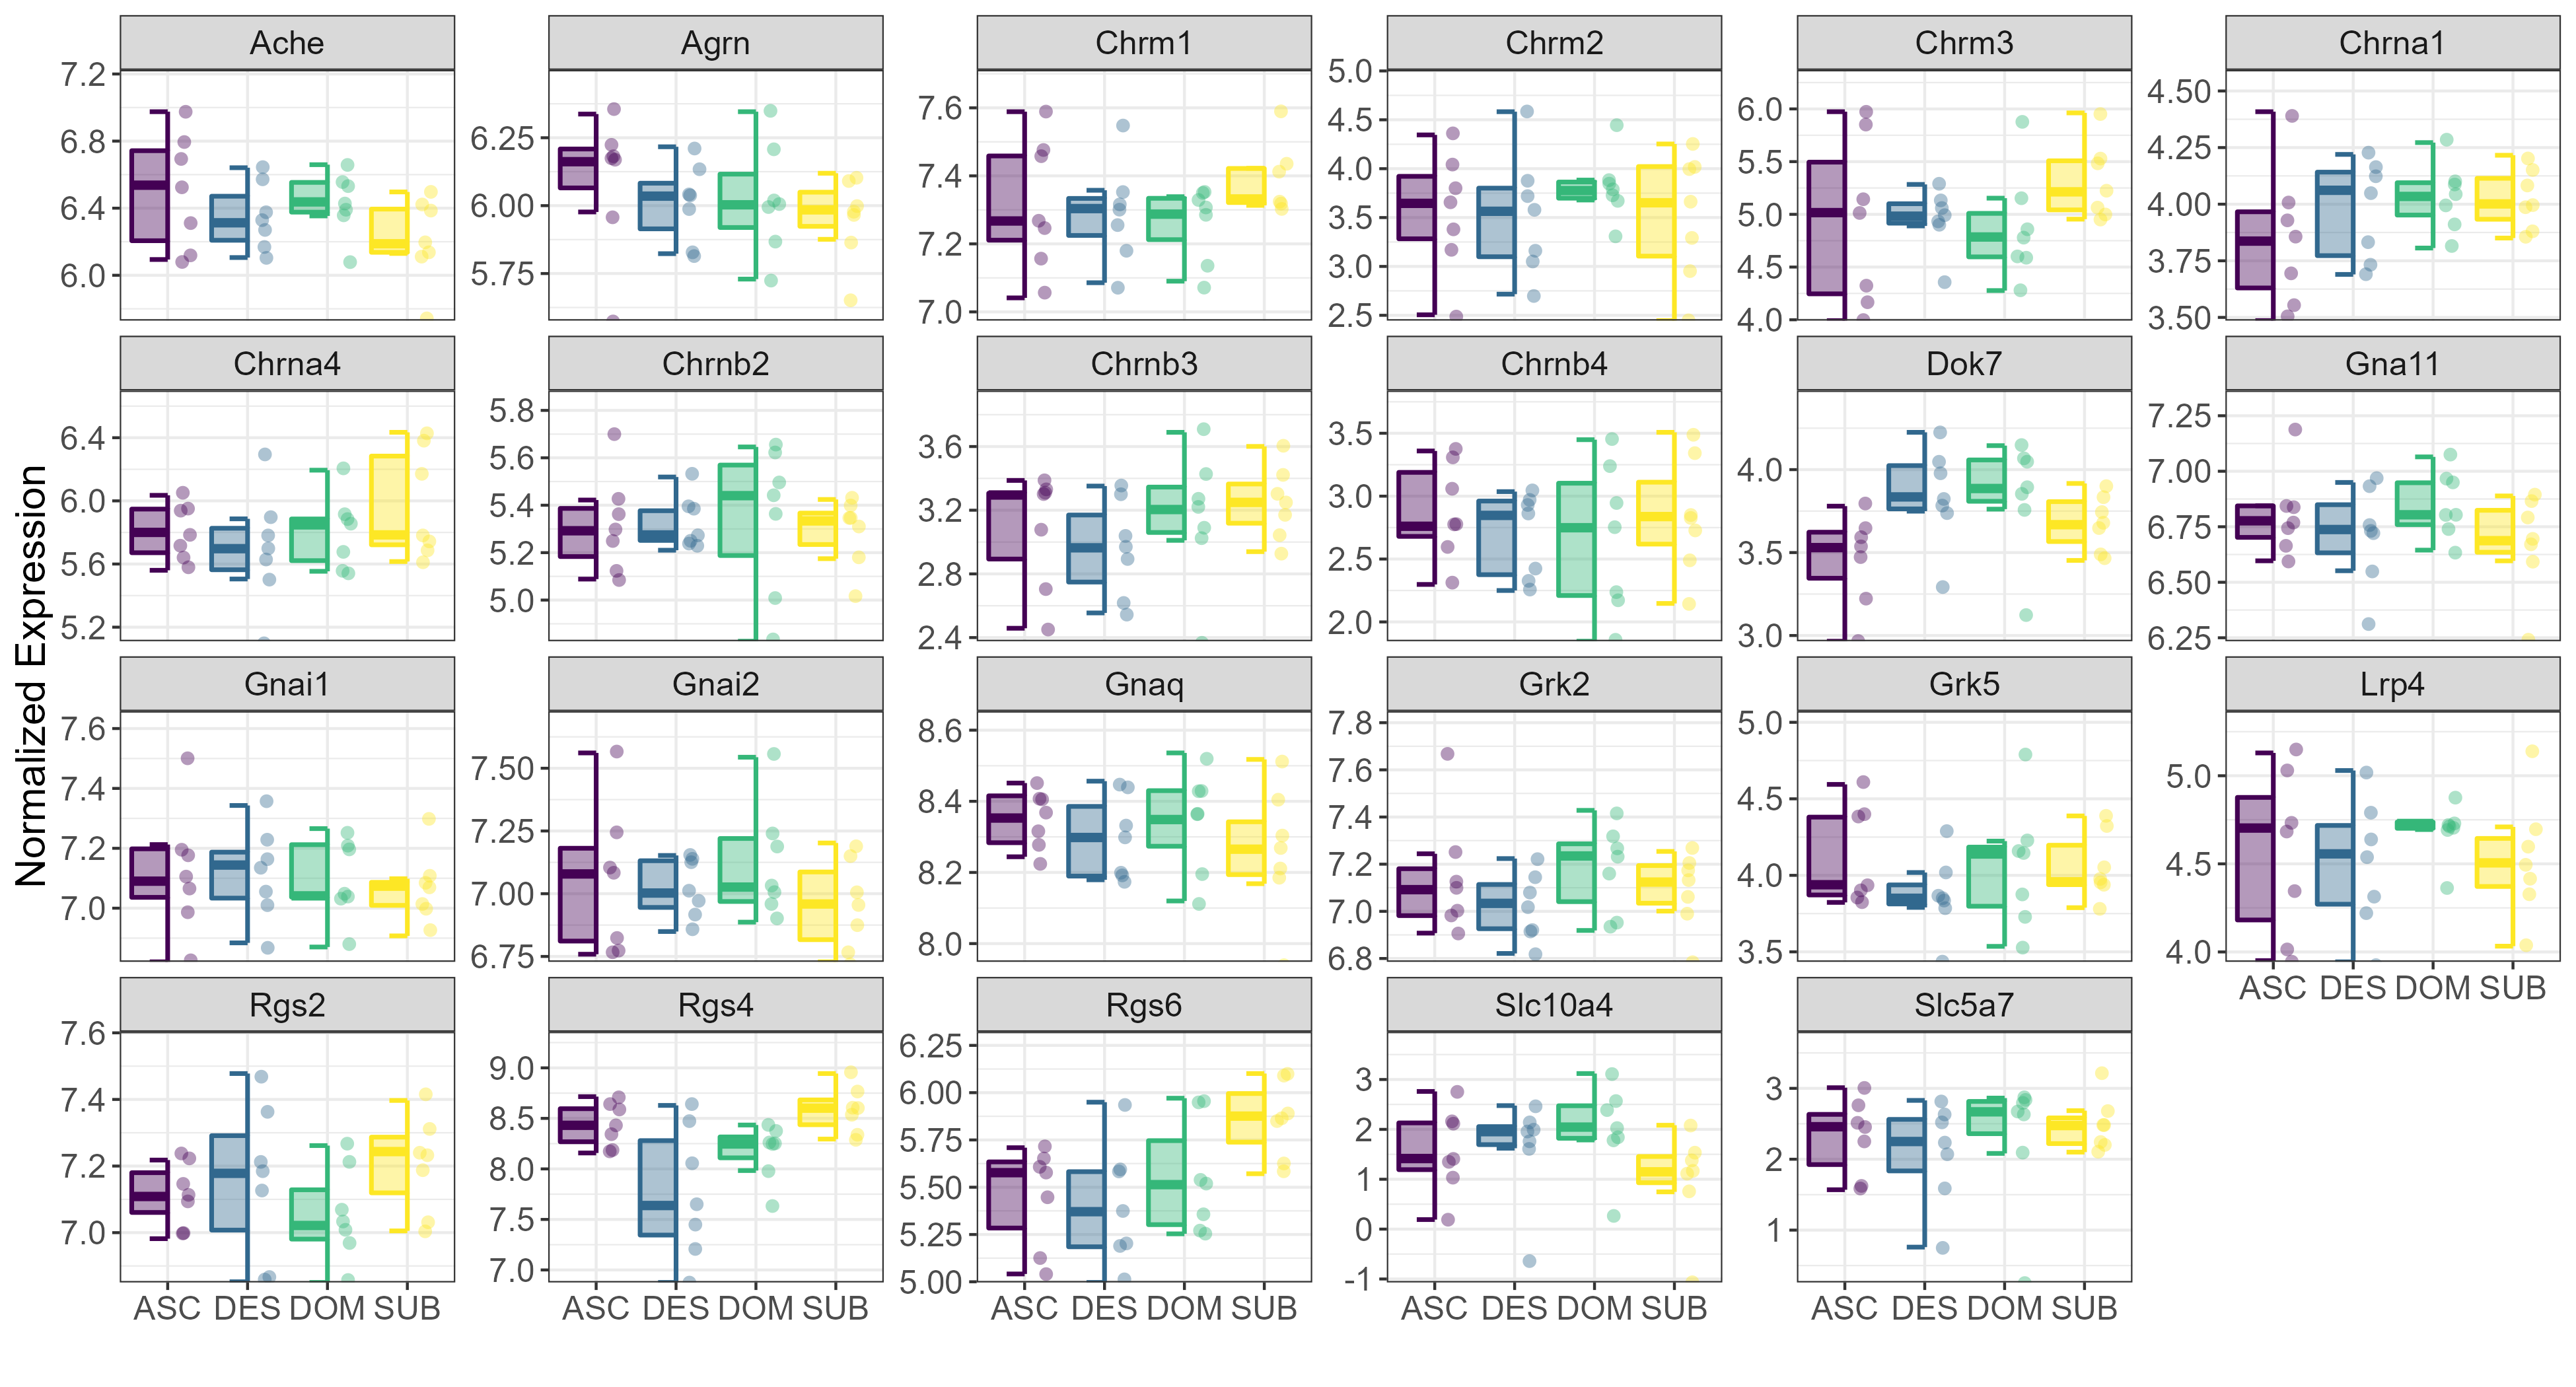 Ache Agrn Chrm1 Chrm2 Chrm3 Chrna1
7.2 6.8 6.4 6.0
6.25 6.00 5.75
7.6 7.4 7.2 7.0
5.0 4.5 4.0 3.5 3.0 2.5
6.0 5.5 5.0 4.5 4.0
4.50 4.25 4.00 3.75 3.50
Chrna4 Chrnb2 Chrnb3 Chrnb4 Dok7 Gna11
6.4 6.0 5.6 5.2
5.8 5.6 5.4 5.2 5.0
3.6 3.2 2.8 2.4
3.5 3.0 2.5 2.0
4.0 3.5 3.0
7.25 7.00 6.75 6.50 6.25
Normalized Expression
Gnai1 Gnai2 Gnaq Grk2 Grk5 Lrp4
7.6 7.4 7.2 7.0
7.50 7.25 7.00 6.75
8.6 8.4 8.2 8.0
7.8 7.6 7.4 7.2 7.0 6.8
5.0 4.5 4.0 3.5
5.0 4.5 4.0
ASC DES DOM SUB
Rgs2 Rgs4 Rgs6 Slc10a4 Slc5a7
7.6 7.4 7.2 7.0
9.0 8.5 8.0 7.5 7.0
6.25 6.00 5.75 5.50 5.25 5.00
3 2 1 0 -1
3 2 1
ASC DES DOM SUB ASC DES DOM SUB ASC DES DOM SUB ASC DES DOM SUB ASC DES DOM SUB